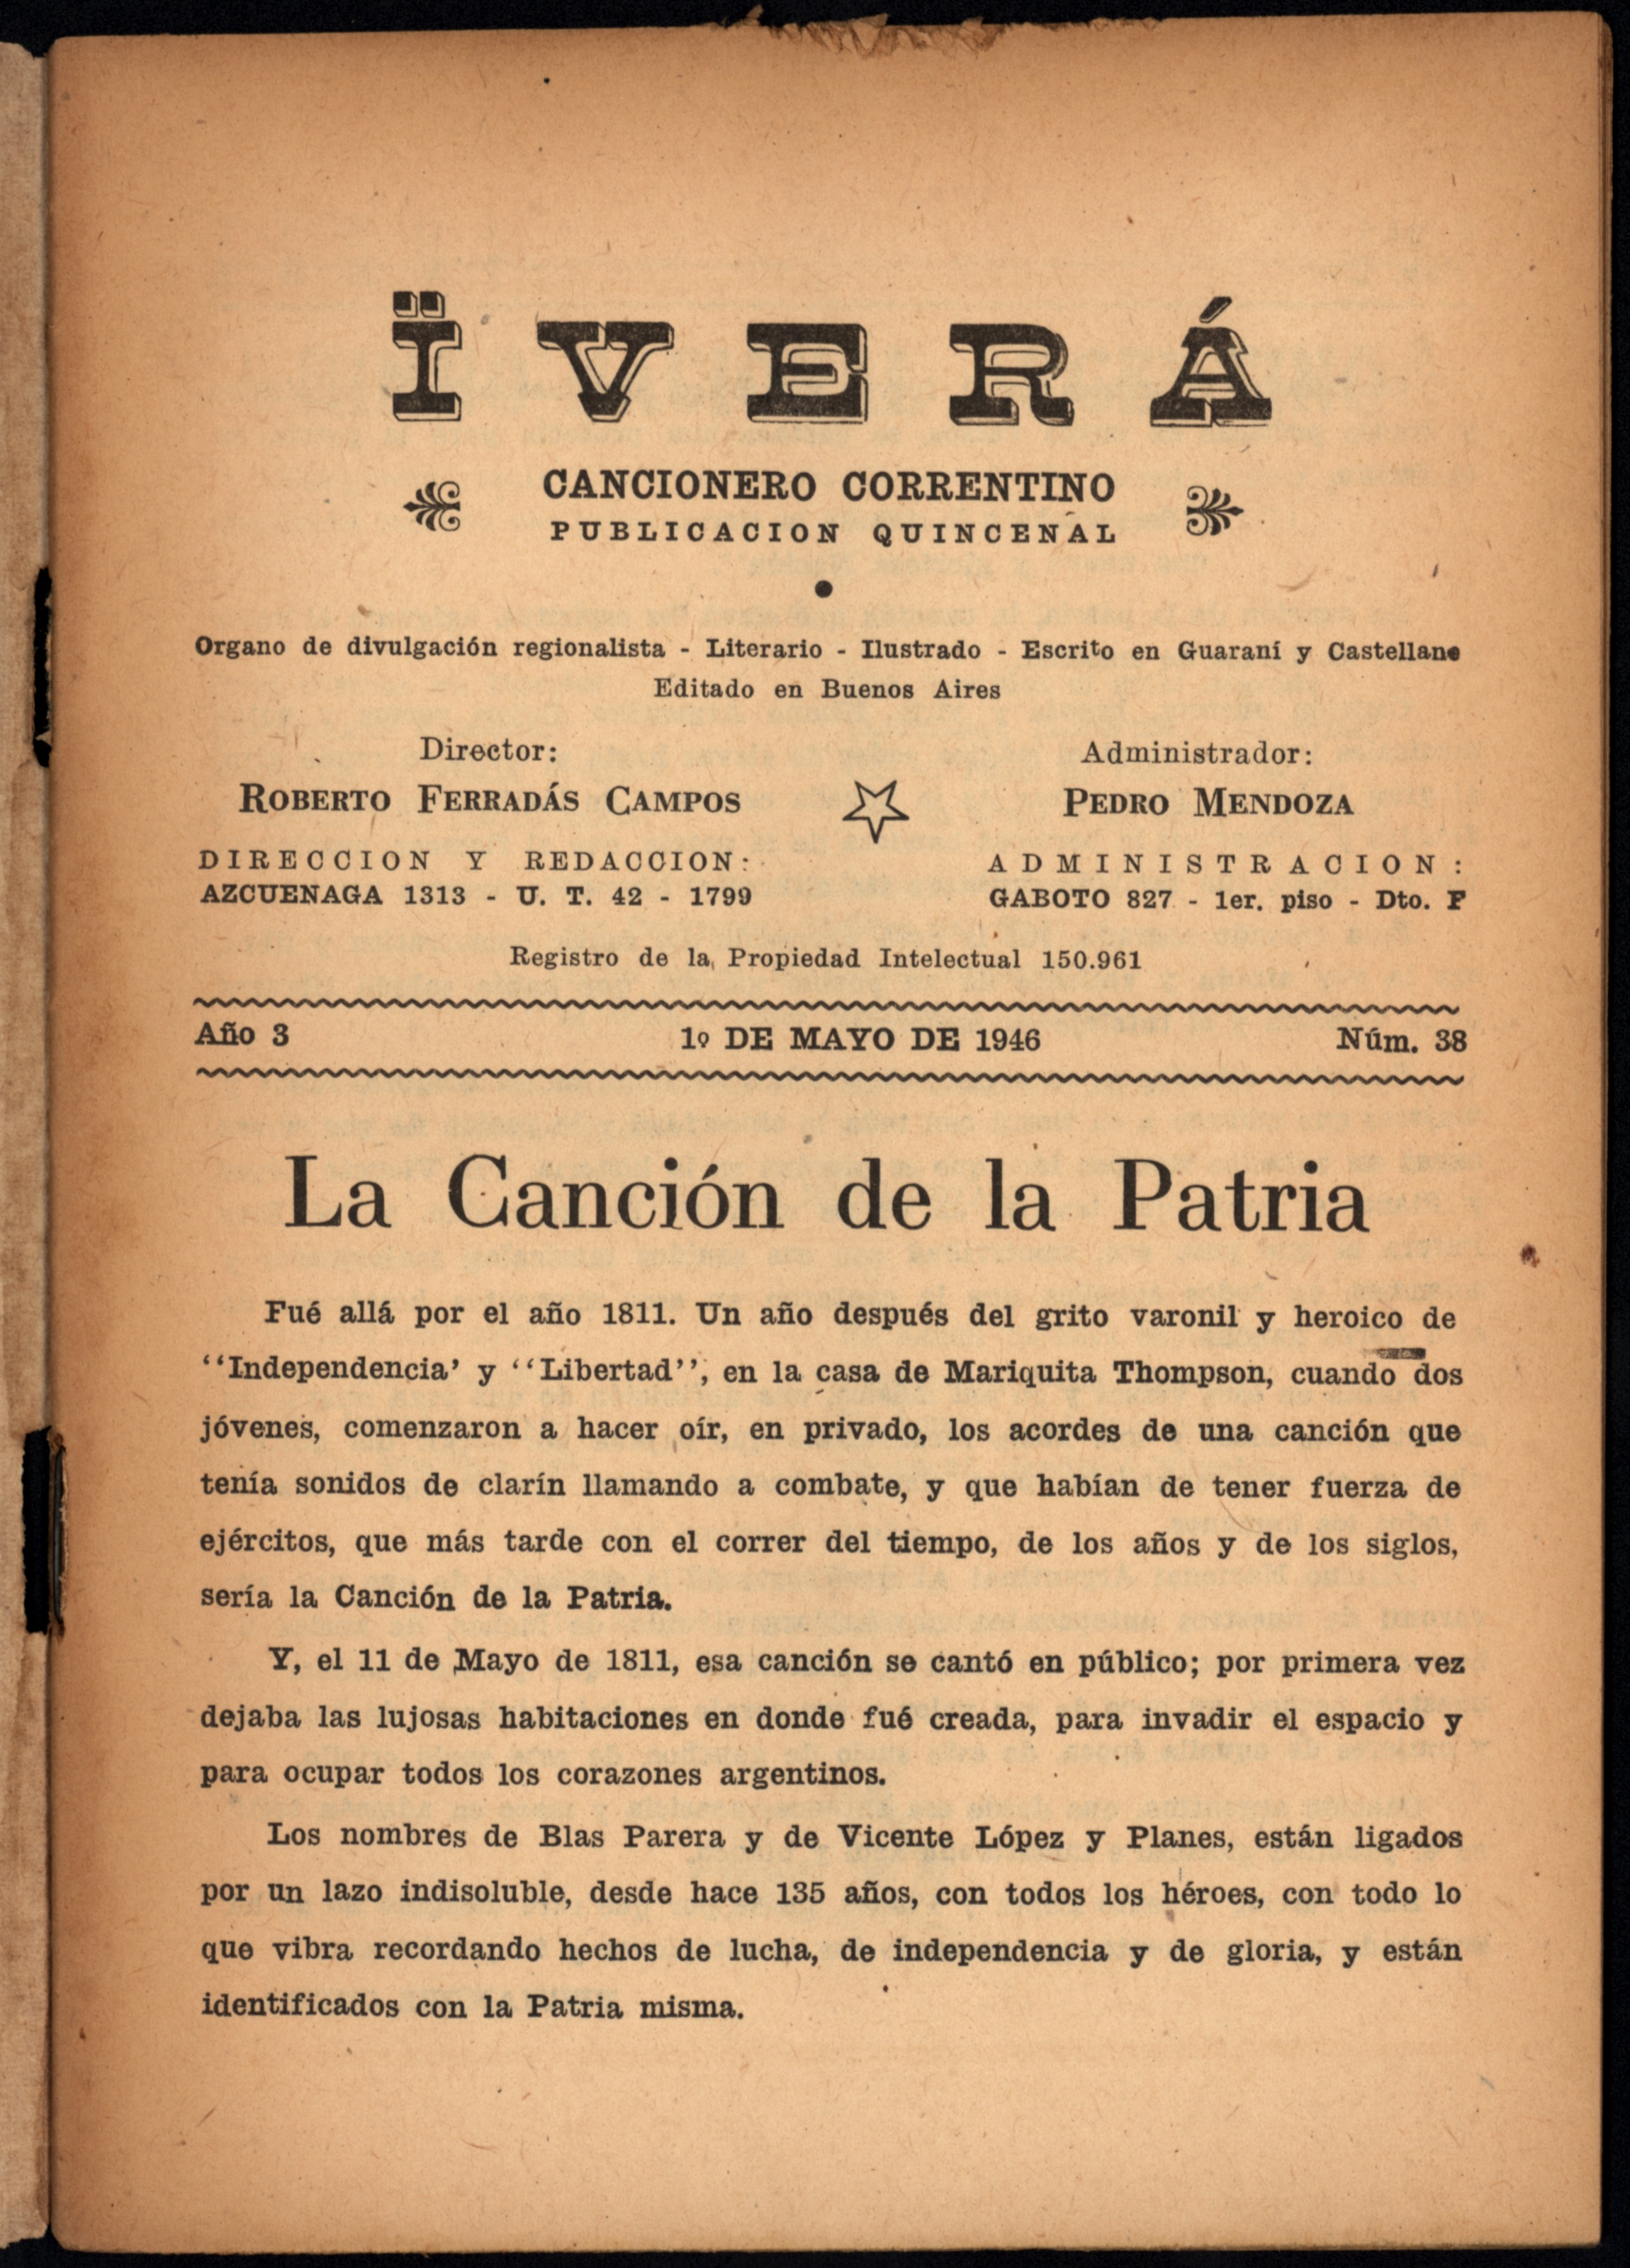 ÏVERÁ
CANCIONERO CORRENTINO
PUBLICACION QUINCENAL
Organo de divulgación regionalista - Literario - Ilustrado - Escrito en Guaraní y Castellano
Editado en Buenos Aires
Director:
ROBERTO FERRADÁS CAMPOS
DIRECCION Y REDACCION:
AZCUENAGA 1313 - U. T. 42 - 1799
Administrador:
PEDRO MENDOZA
ADMINISTRACION:
GABOTO 827 - 1er. piso - Dto. F
Registro de la Propiedad Intelectual 150.961
Año 3 1º DE MAYO DE 1946 Núm. 38
La Canción de la Patria
Fué allá por el año 1811. Un año después del grito varonil y heroico de
‘‘Independencia’ y ‘‘Libertad’’, en la casa de Mariquita Thompson, cuando dos
jóvenes, comenzaron a hacer oír, en privado, los acordes de una canción que
tenía sonidos de clarín llamando a combate, y que habían de tener fuerza de
ejércitos, que más tarde con el correr del tiempo, de los años y de los siglos,
sería la Canción de la Patria.
Y, el 11 de Mayo de 1811, esa canción se cantó en público; por primera vez
dejaba las lujosas habitaciones en donde fué creada, para invadir el espacio y
para ocupar todos los corazones argentinos.
Los nombres de Blas Parera y de Vicente López y Planes, están ligados
por un lazo indisoluble, desde hace 135 años, con todos los héroes, con todo lo
que vibra recordando hechos de lucha, de independencia y de gloria, y están
identificados con la Patria misma.